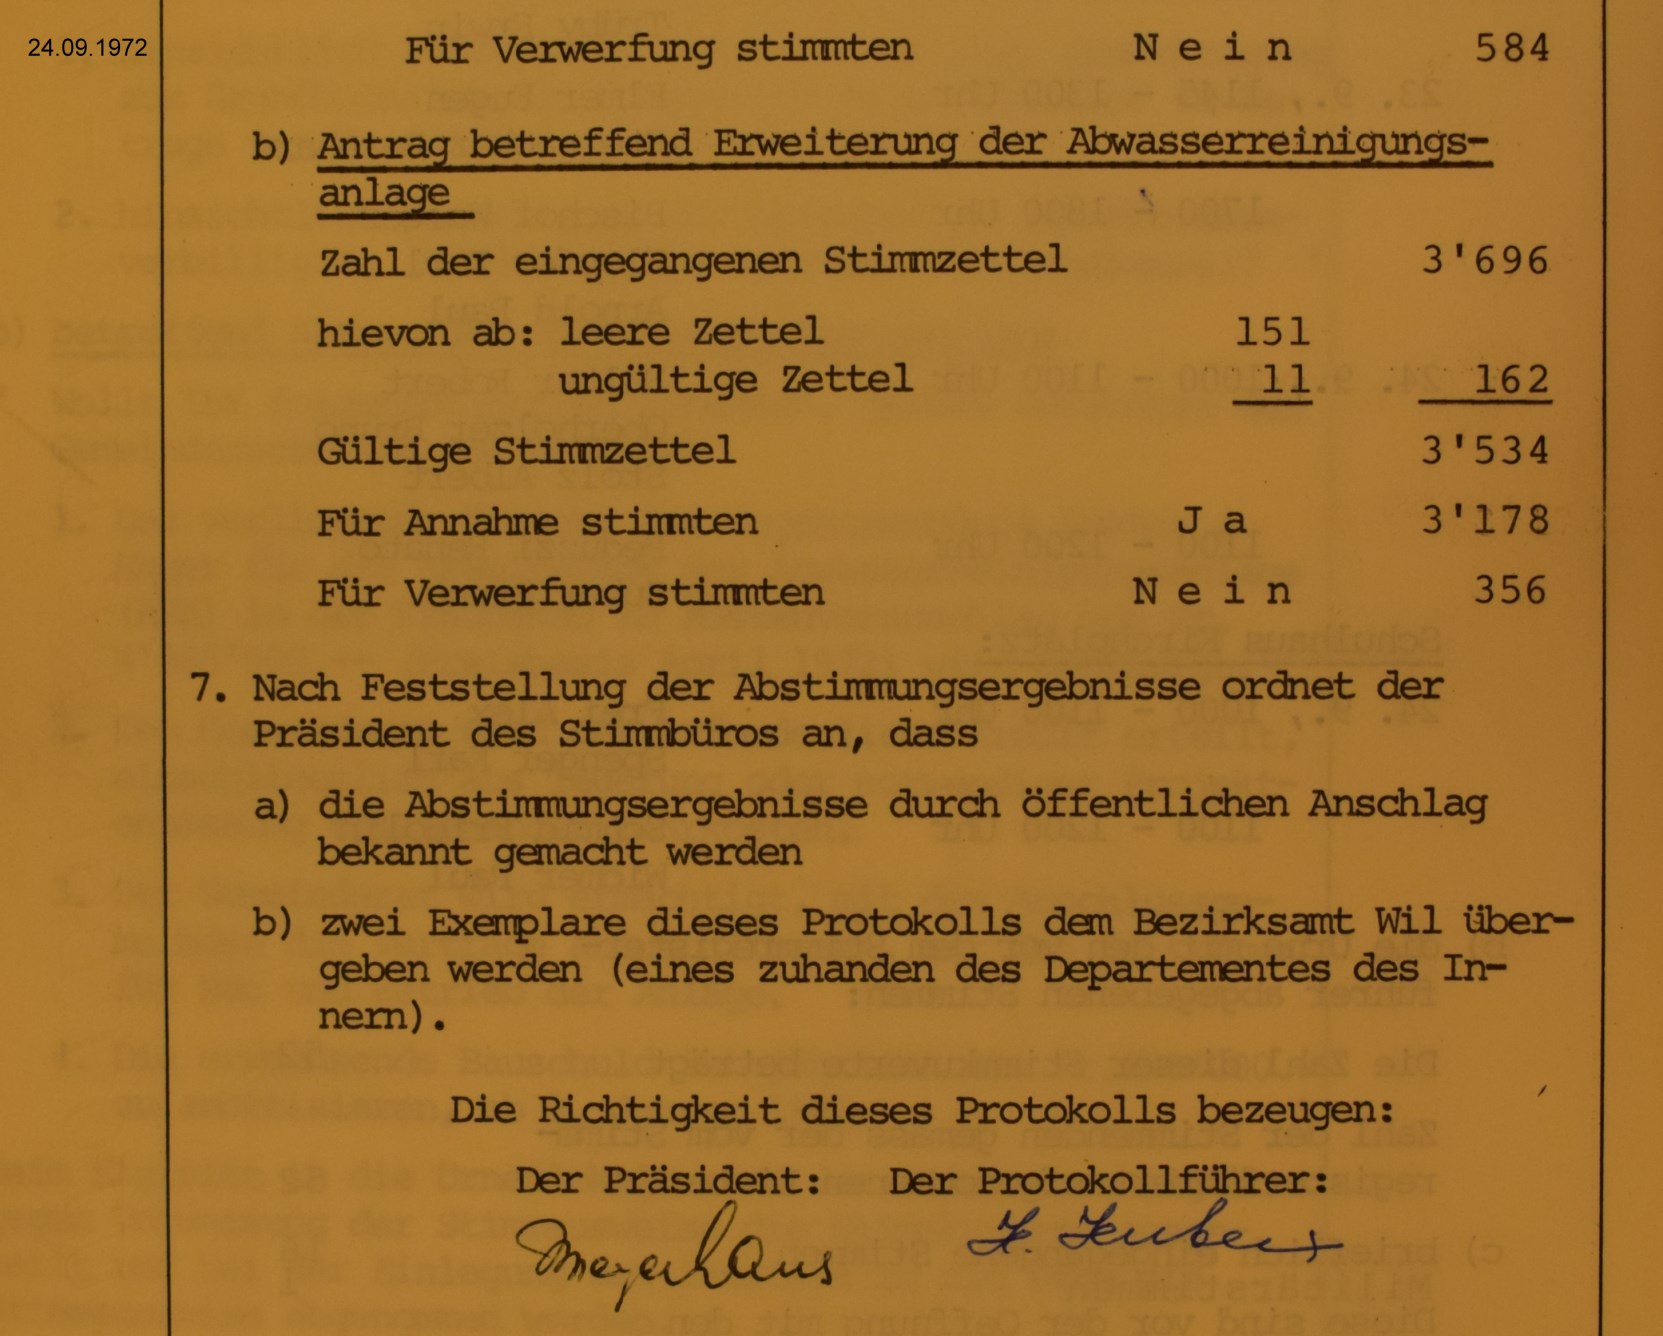 24.09.1972
Für Verwerfung stimmten N e i n 584
b) Antrag betreffend Erweiterung der Abwasserreinigungs-
anlage
Zahl der eingegangenen Stimmzettel 3'696
hievon ab: leere Zettel 151
ungültige Zettel 11 162
Gültige Stimmzettel 3'534
Für Annahme stimmten J a 3'178
Für Verwerfung stimmten N e i n 356
7. Nach Feststellung der Abstimmungsergebnisse ordnet der
Präsident des Stimmbüros an, dass
a) die Abstimmungsergebnisse durch öffentlichen Anschlag
bekannt gemacht werden
b) zwei Exemplare dieses Protokolls dem Bezirksamt Wil über-
geben werden (eines zuhanden des Departementes des In-
nern).
Die Richtigkeit dieses Protokolls bezeugen:
Der Präsident: Der Protokollführer: